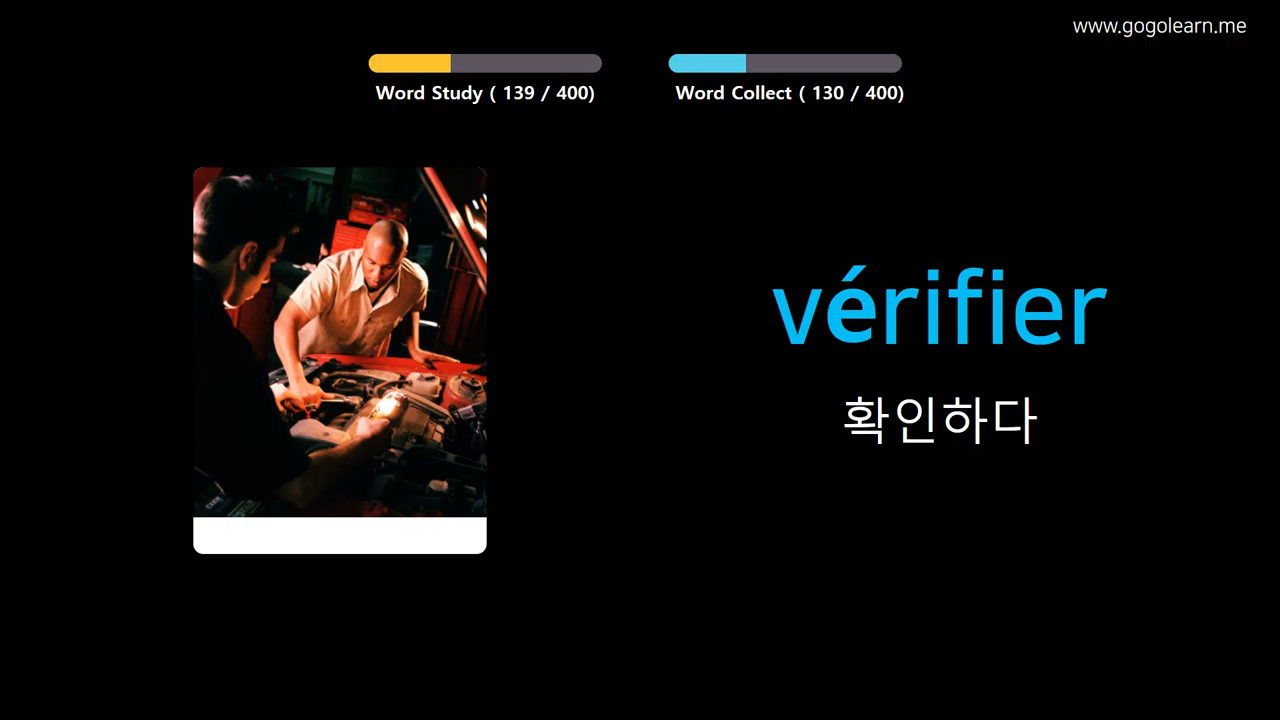 www.gogolearn.me
Word Study ( 139 / 400)
Word Collect ( 130 / 400)
vérifier
확인하다